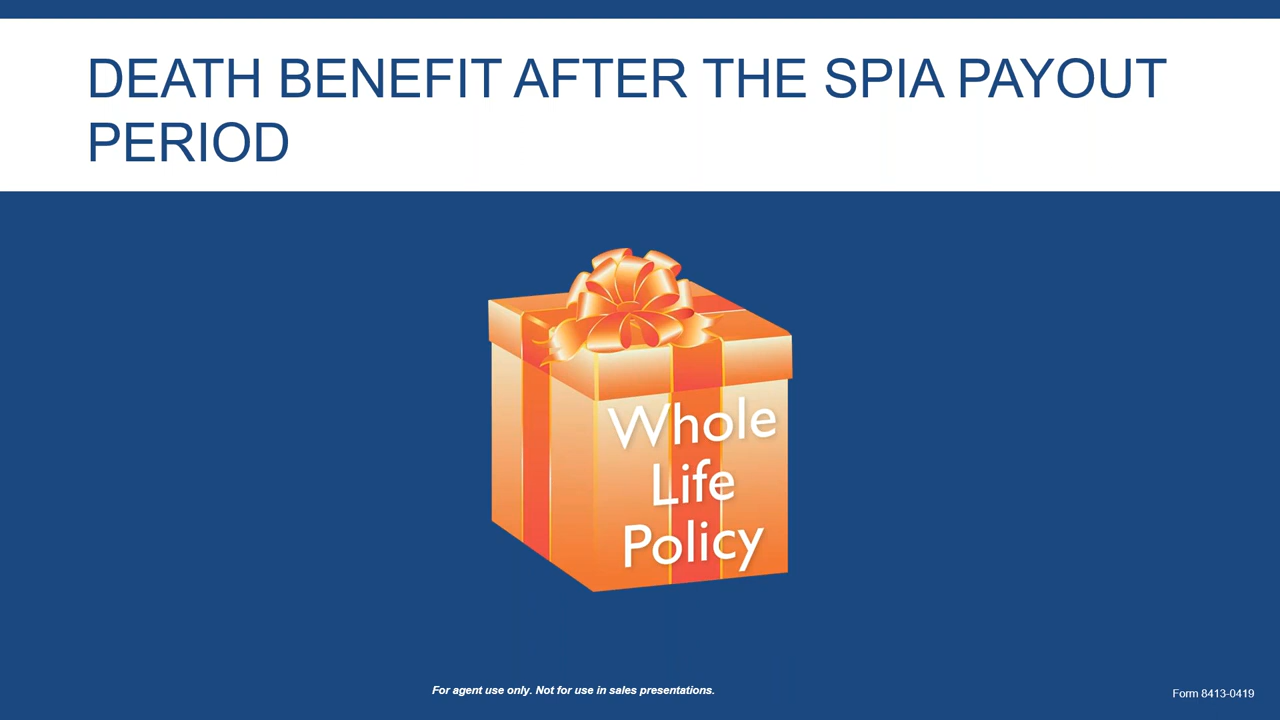 DEATH BENEFIT AFTER THE SPIA PAYOUT
PERIOD
Whole
Life
Policy
For agent use only. Not for use in sales presentations.
Form 8413-0419